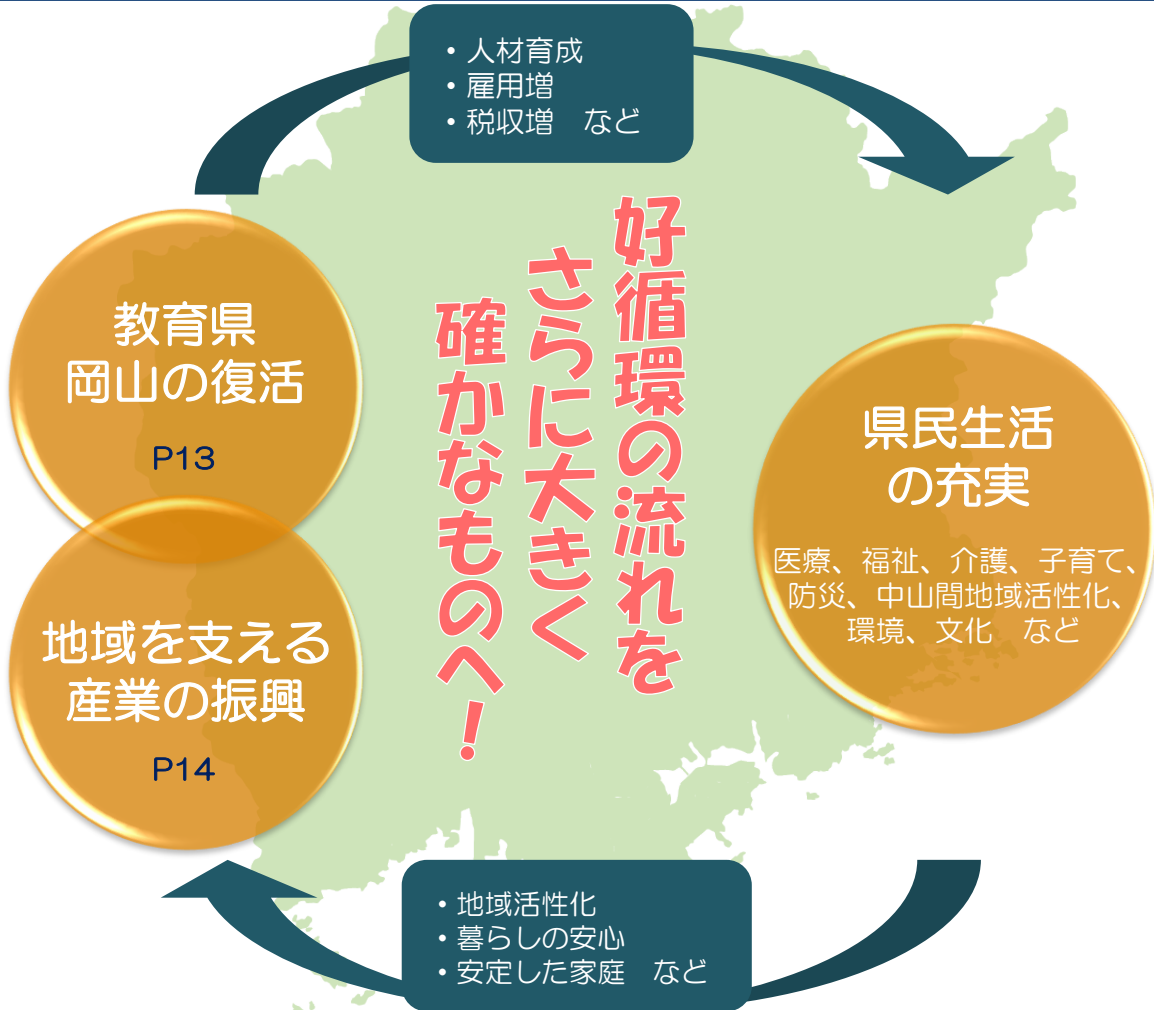 ・人材育成
・雇用増
・税収増　など
教育県
岡山の復活
P13
地域を支える
産業の振興
P14
好循環の流れを
さらに大きく
確かなものへ！
県民生活
の充実
医療、福祉、介護、子育て、
防災、中山間地域活性化、
環境、文化　など
・地域活性化
・暮らしの安心
・安定した家庭　など